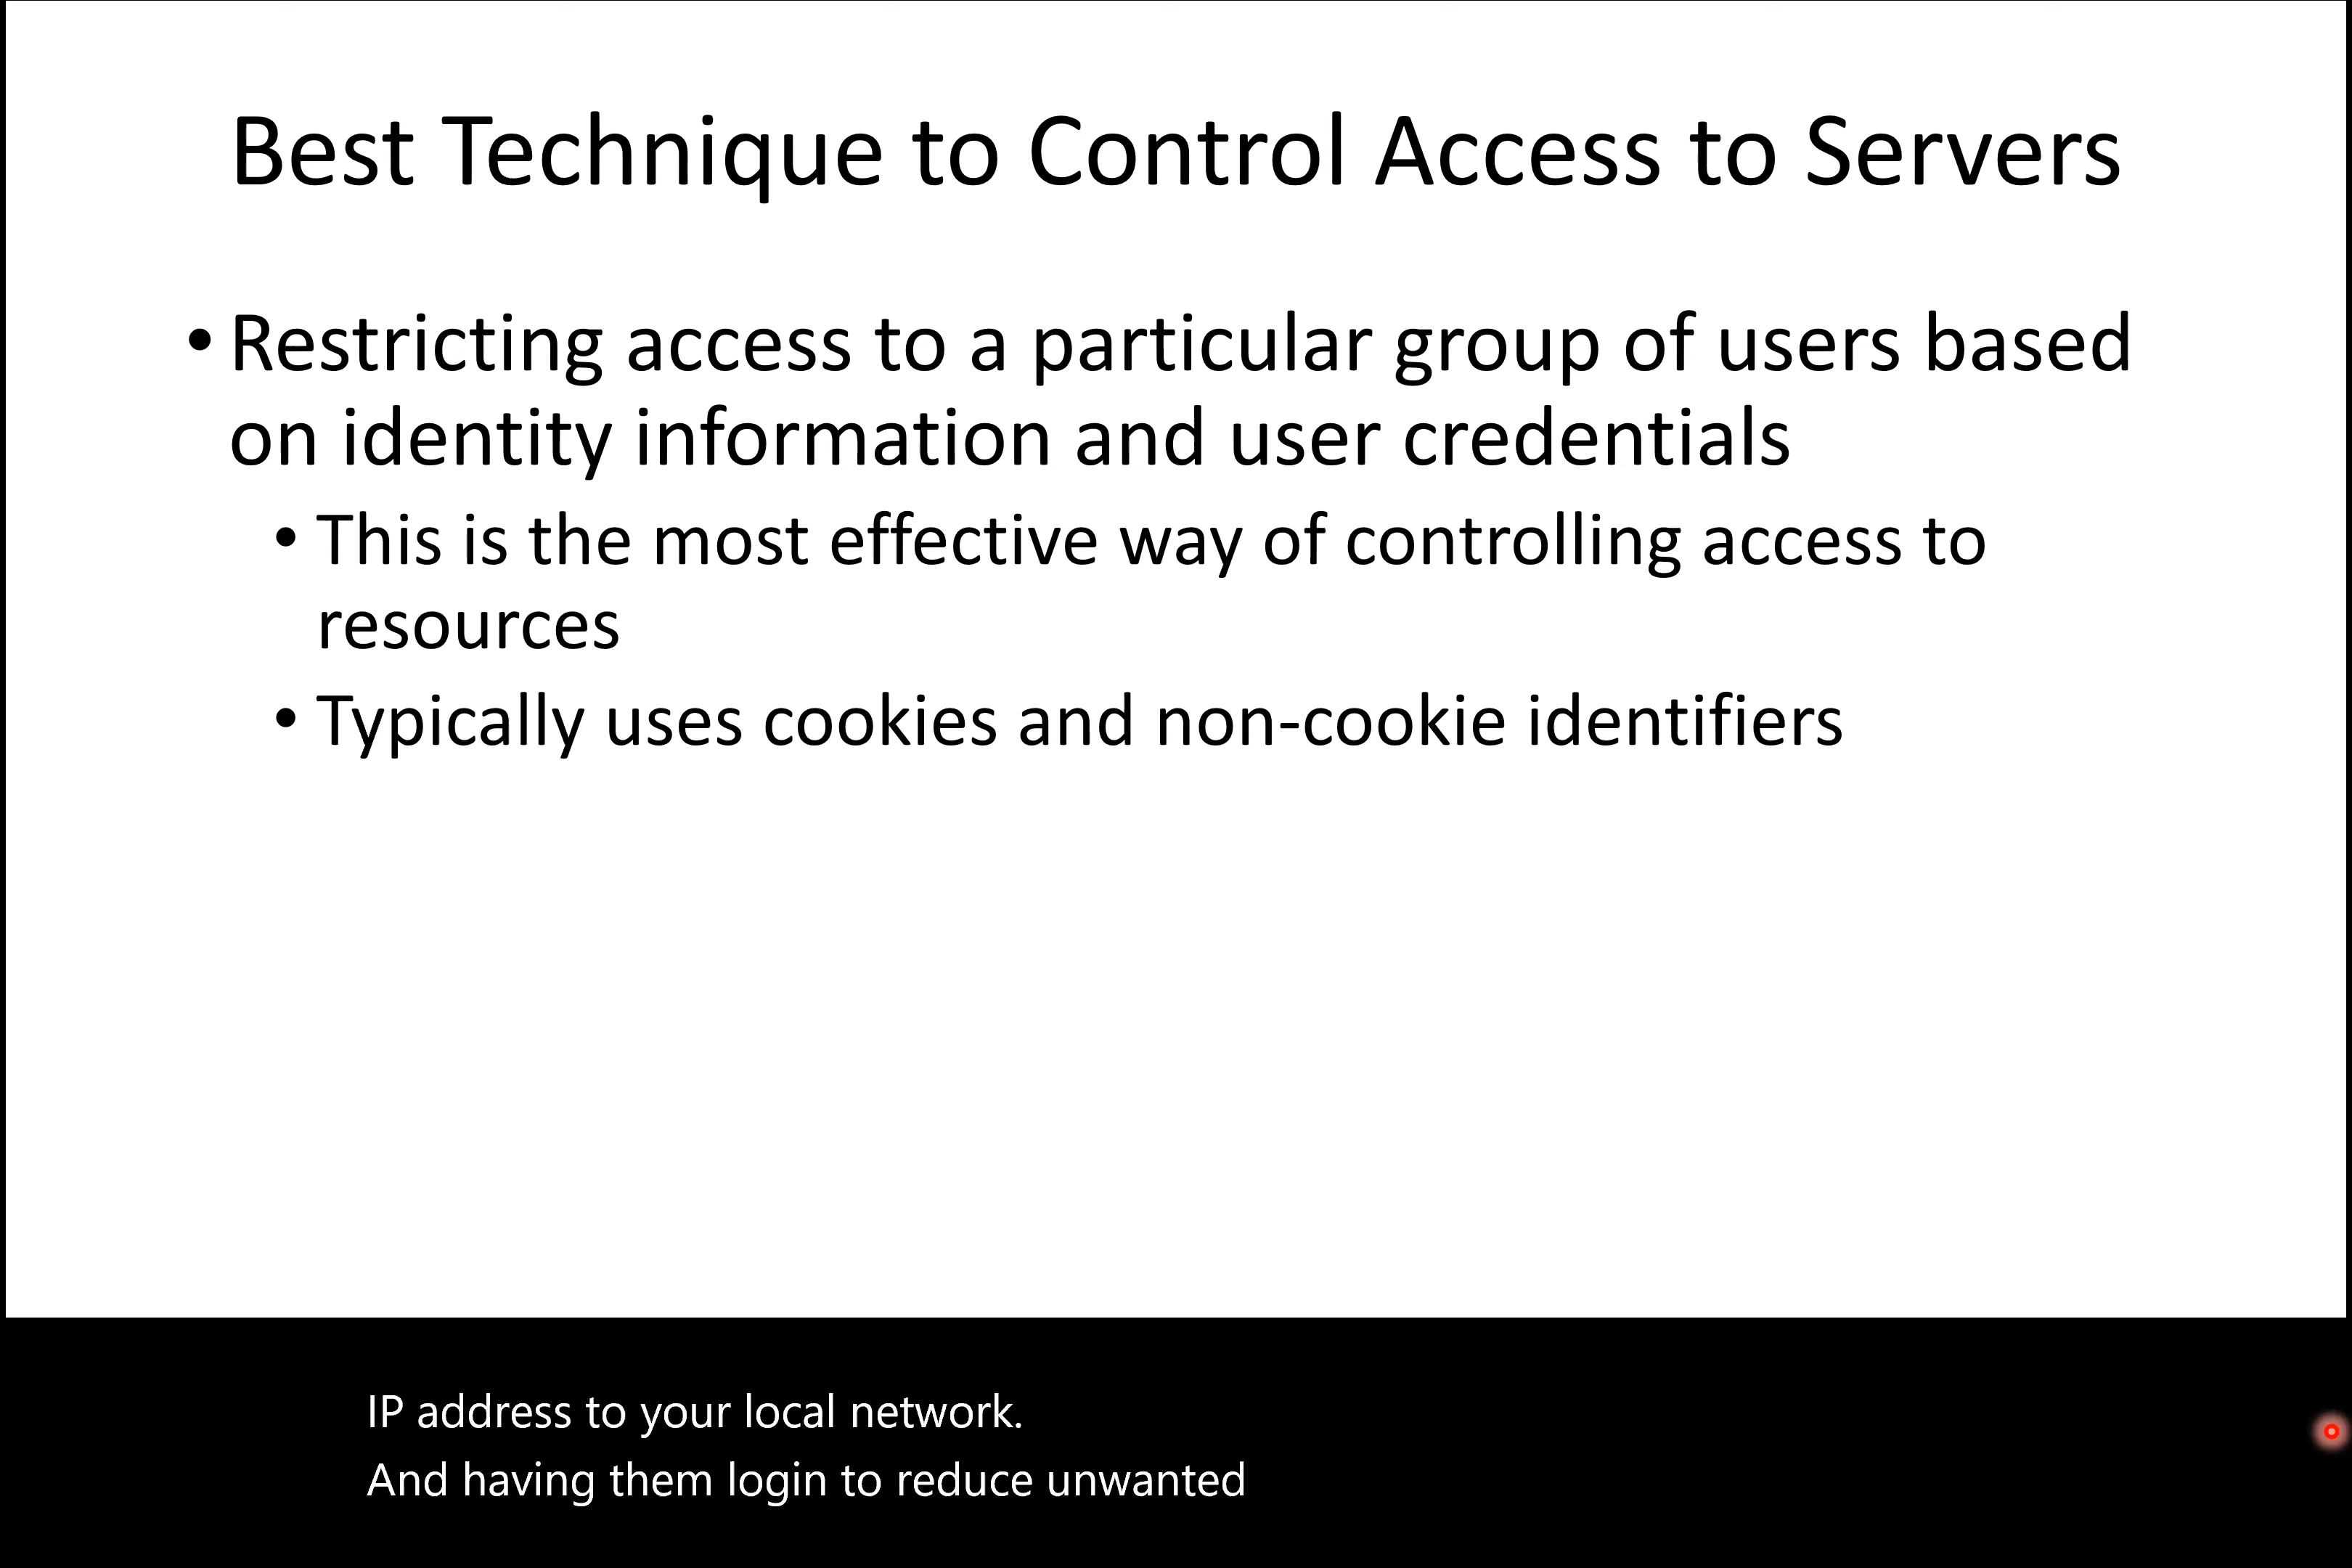 Best Technique to Control Access to Servers
• Restricting access to a particular group of users based
on identity information and user credentials
• This is the most effective way of controlling access to
resources
• Typically uses cookies and non-cookie identifiers
IP address to your local network.
And having them login to reduce unwanted